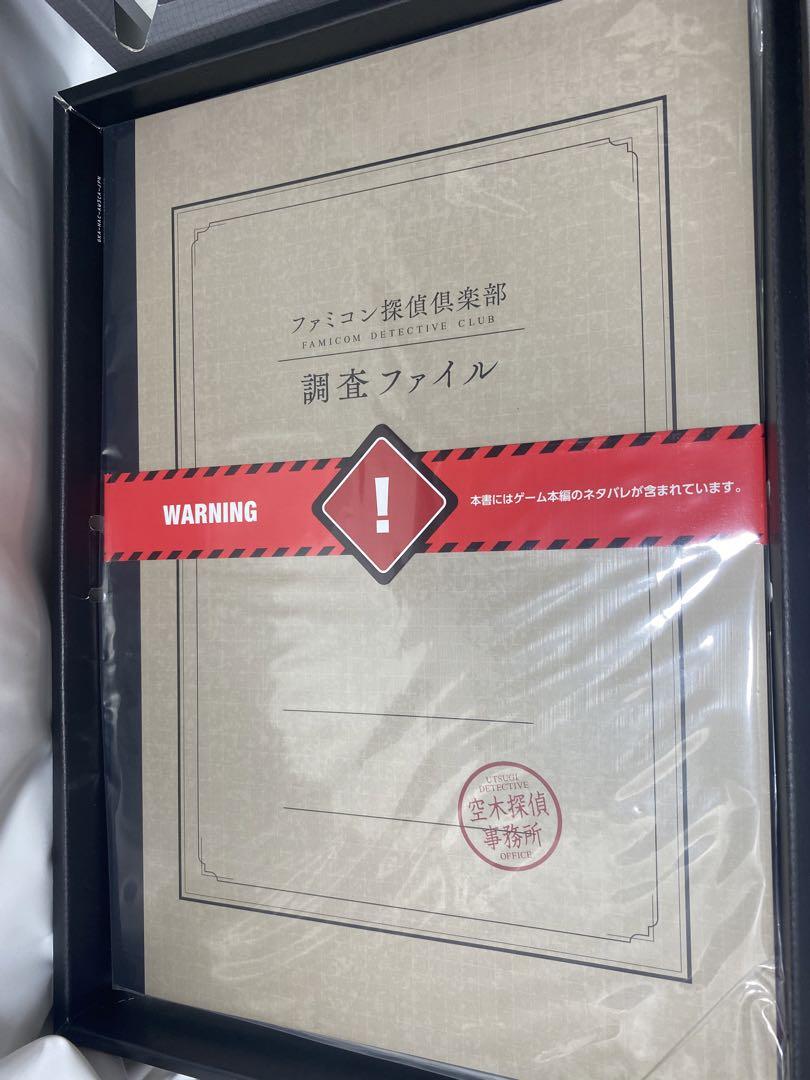 ファミコン探偵倶楽部
FAMICOM DETECTIVE CLUB
調査ファイル
WARNING
!
本書にはゲーム本編のネタバレが含まれています。
UTSUGI
DETECTIVE
空木探偵
事務所
OFFICE